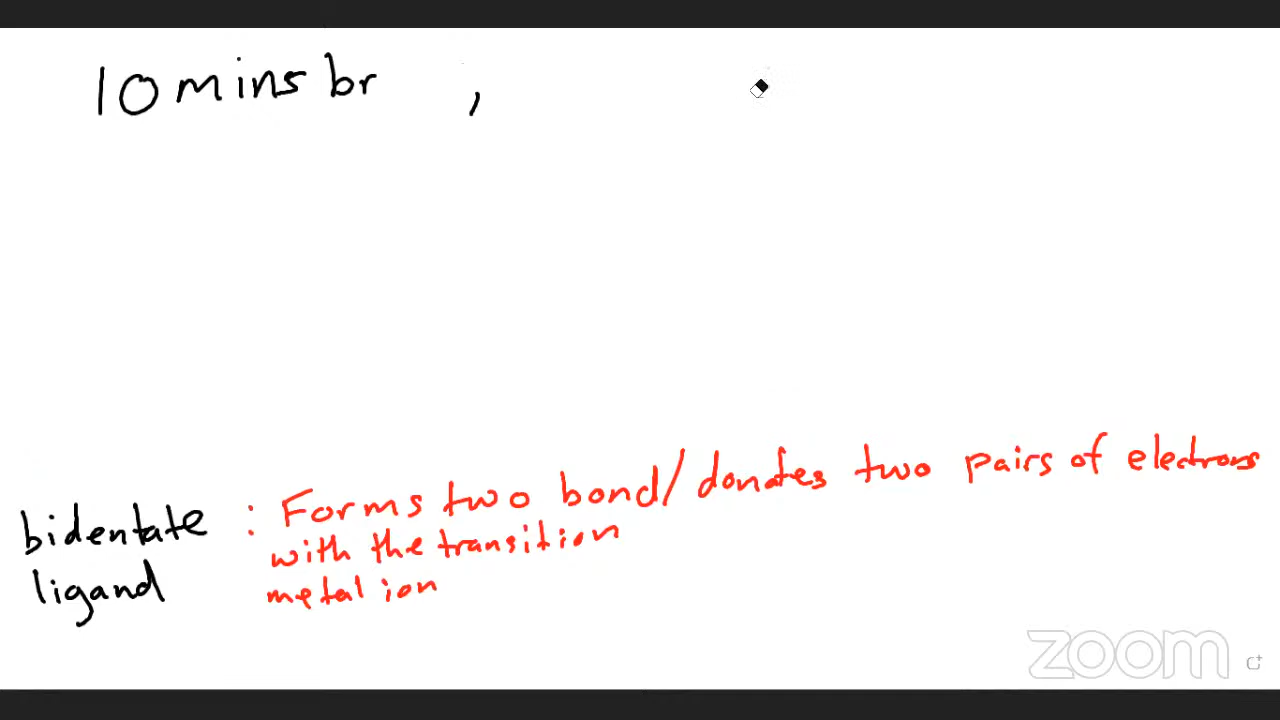 10 mins br ,
bidentate : Forms two bond/donates two pairs of electrons
with the transition
ligand metal ion
zoom